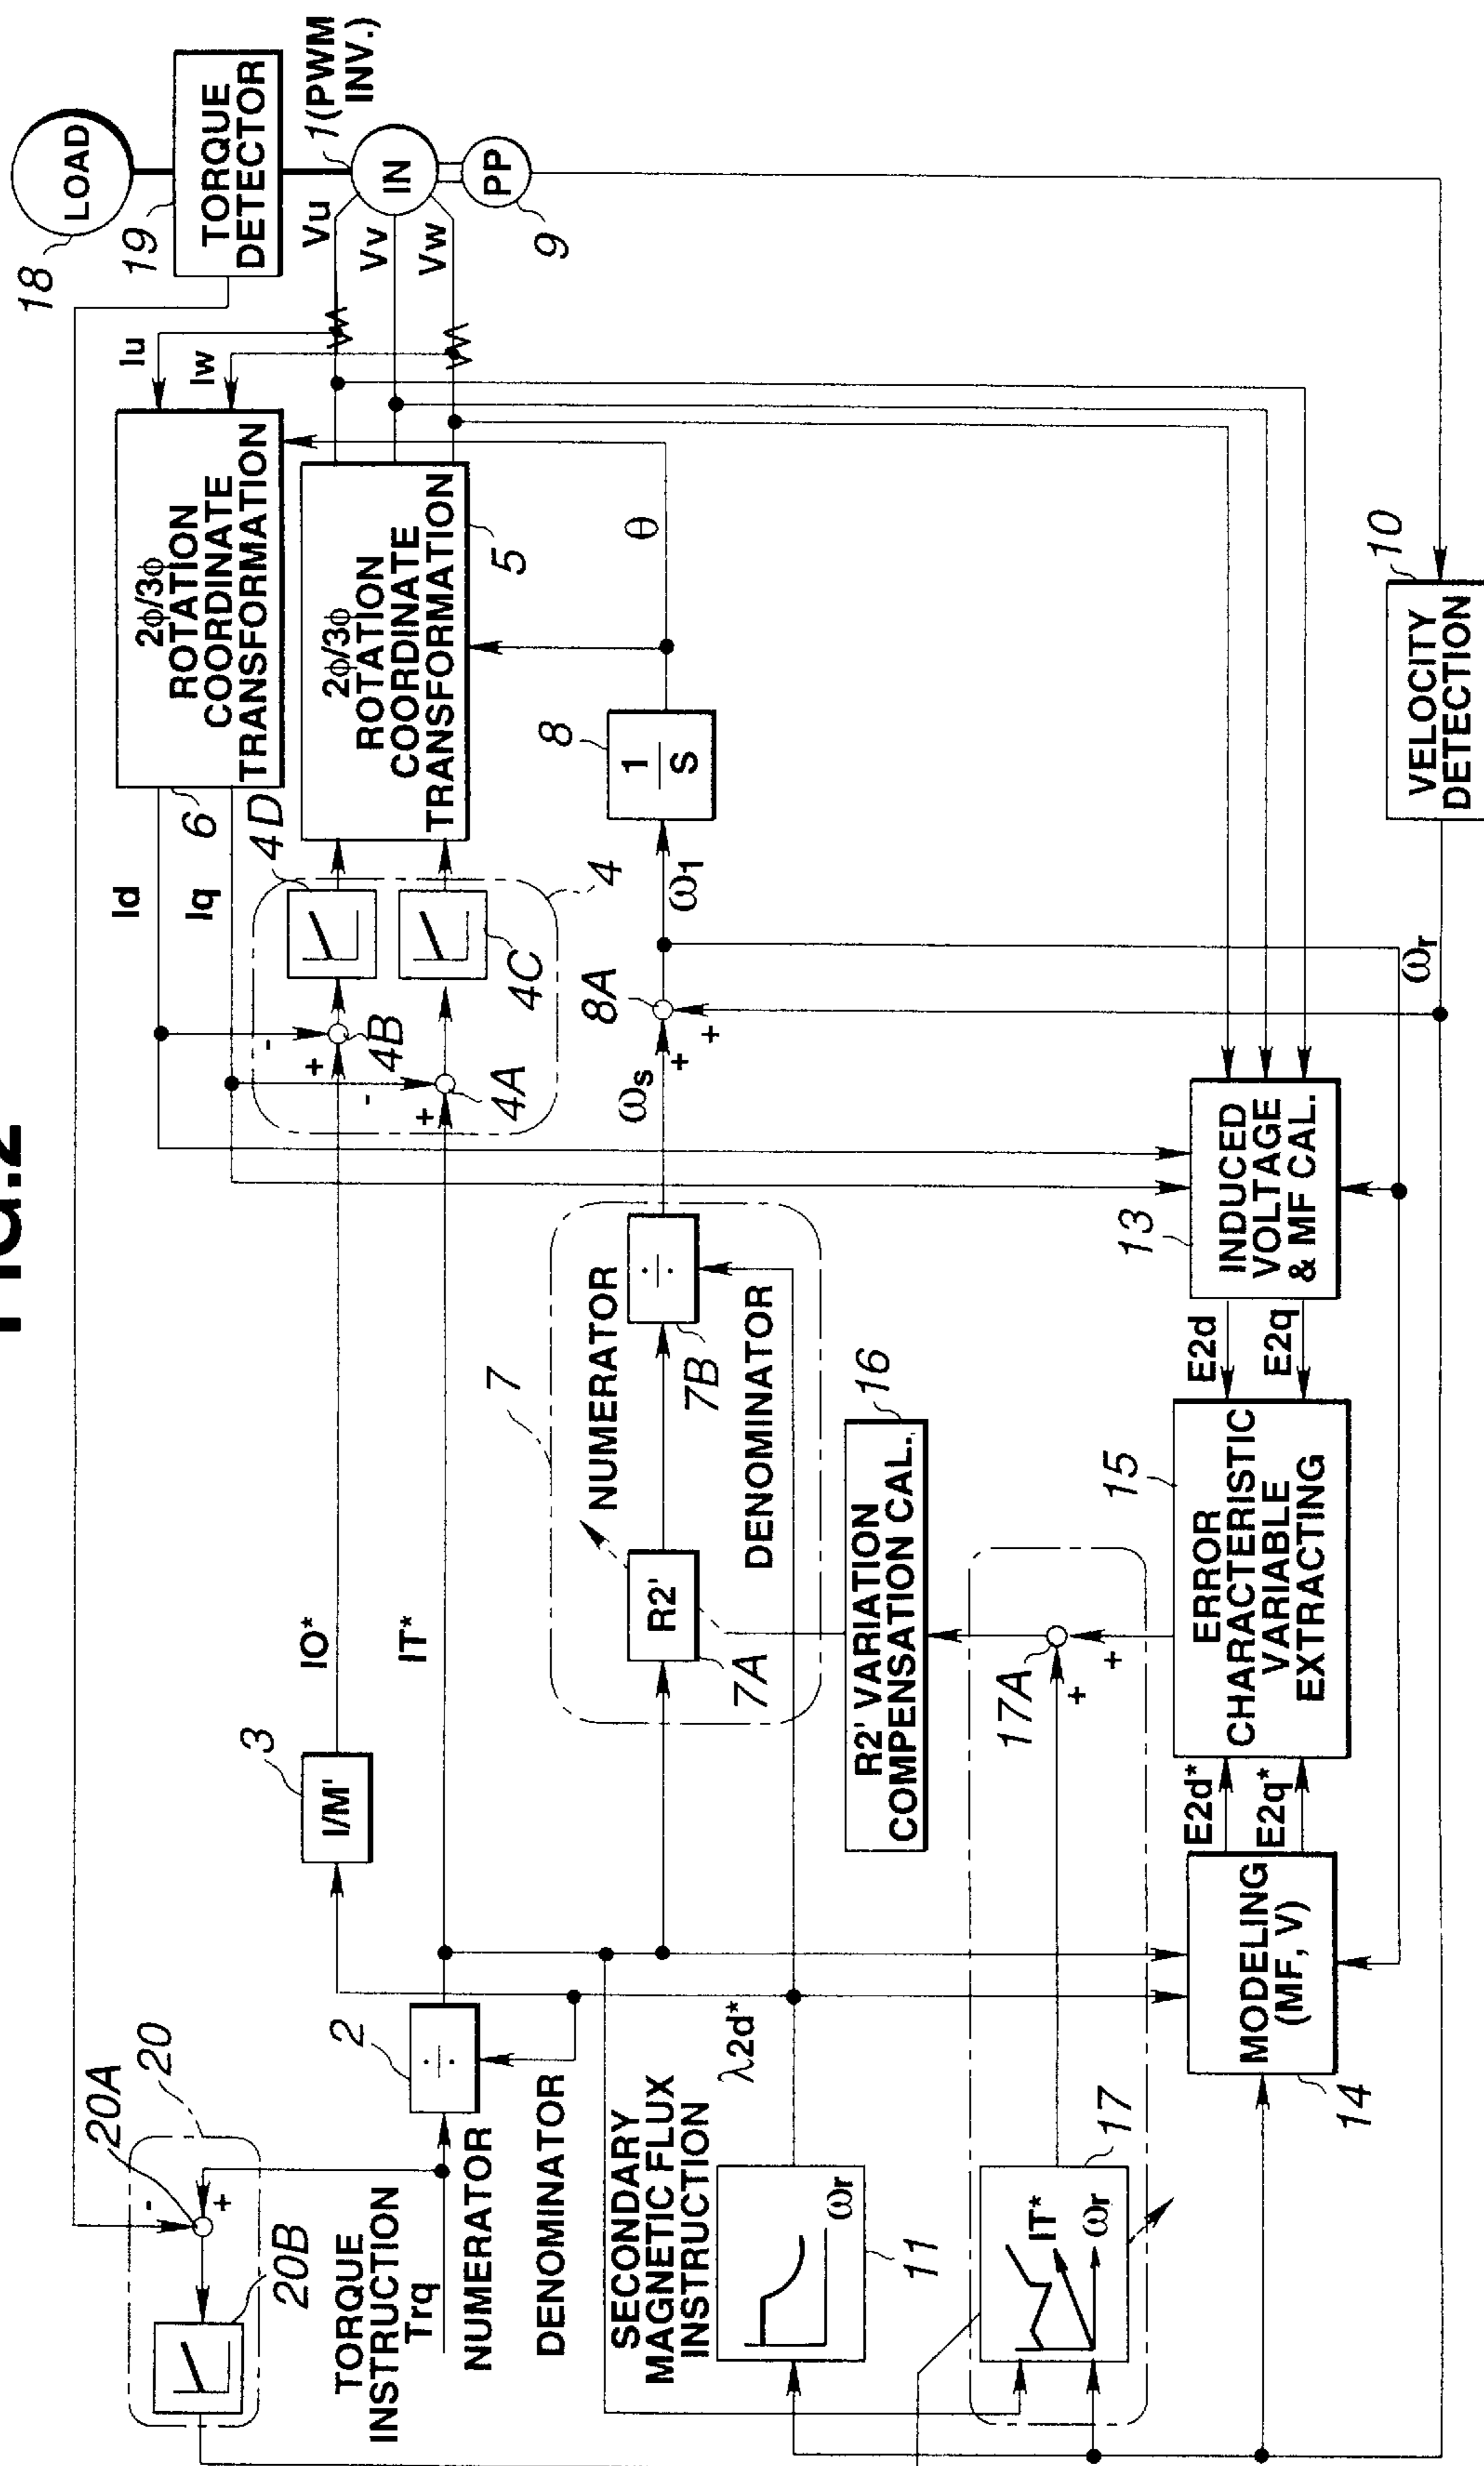 FIG.2
LOAD
18
19
TORQUE
DETECTOR
1(PWM
INV.)
IN
PP
9
Vu
Vv
Vw
Iu
Iw
2ϕ/3ϕ
ROTATION
COORDINATE
TRANSFORMATION
6
2ϕ/3ϕ
ROTATION
COORDINATE
TRANSFORMATION
5
θ
8
1
S
ω1
10
VELOCITY
DETECTION
ωr
Id
Iq
4D
4
4C
4B
4A
-
+
-
+
8A
ωs
+
+
INDUCED
VOLTAGE
& MF CAL.
13
E2d
E2q
7
NUMERATOR
÷
7B
DENOMINATOR
R2'
7A
16
R2' VARIATION
COMPENSATION CAL.
15
ERROR
CHARACTERISTIC
VARIABLE
EXTRACTING
17A
+
+
IO*
IT*
3
I/M'
E2d*
E2q*
MODELING
(MF, V)
14
2
÷
λ2d*
20A
20
-
+
20B
TORQUE
INSTRUCTION
Trq
NUMERATOR
DENOMINATOR
SECONDARY
MAGNETIC FLUX
INSTRUCTION
ωr
11
17
IT*
ωr